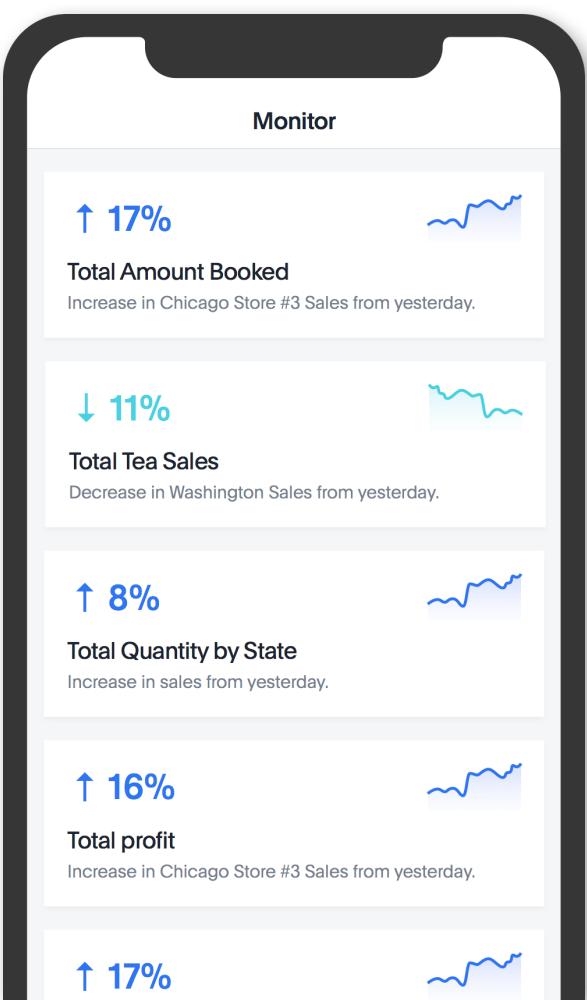 Monitor
↑ 17%
Total Amount Booked
Increase in Chicago Store #3 Sales from yesterday.
↓ 11%
Total Tea Sales
Decrease in Washington Sales from yesterday.
↑ 8%
Total Quantity by State
Increase in sales from yesterday.
↑ 16%
Total profit
Increase in Chicago Store #3 Sales from yesterday.
↑ 17%